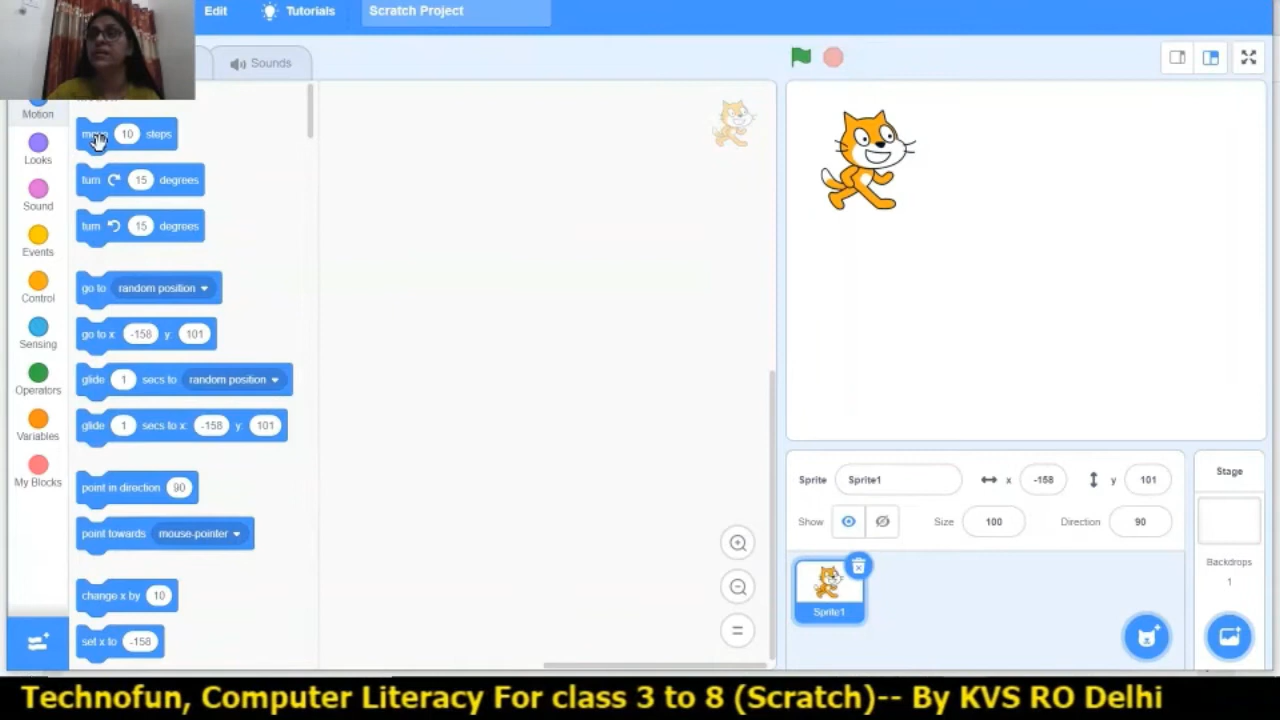 Edit Tutorials Scratch Project
Sounds
Motion
move 10 steps
Looks
turn 15 degrees
Sound
turn 15 degrees
Events
go to random position
Control
go to x: -158 y: 101
Sensing
glide 1 secs to random position
Operators
glide 1 secs to x: -158 y: 101
Variables
My Blocks
point in direction 90
point towards mouse-pointer
change x by 10
set x to -158
Sprite Sprite1 x -158 y 101
Show Size 100 Direction 90
Sprite1
Stage
Backdrops
1
Technofun, Computer Literacy For class 3 to 8 (Scratch)-- By KVS RO Delhi